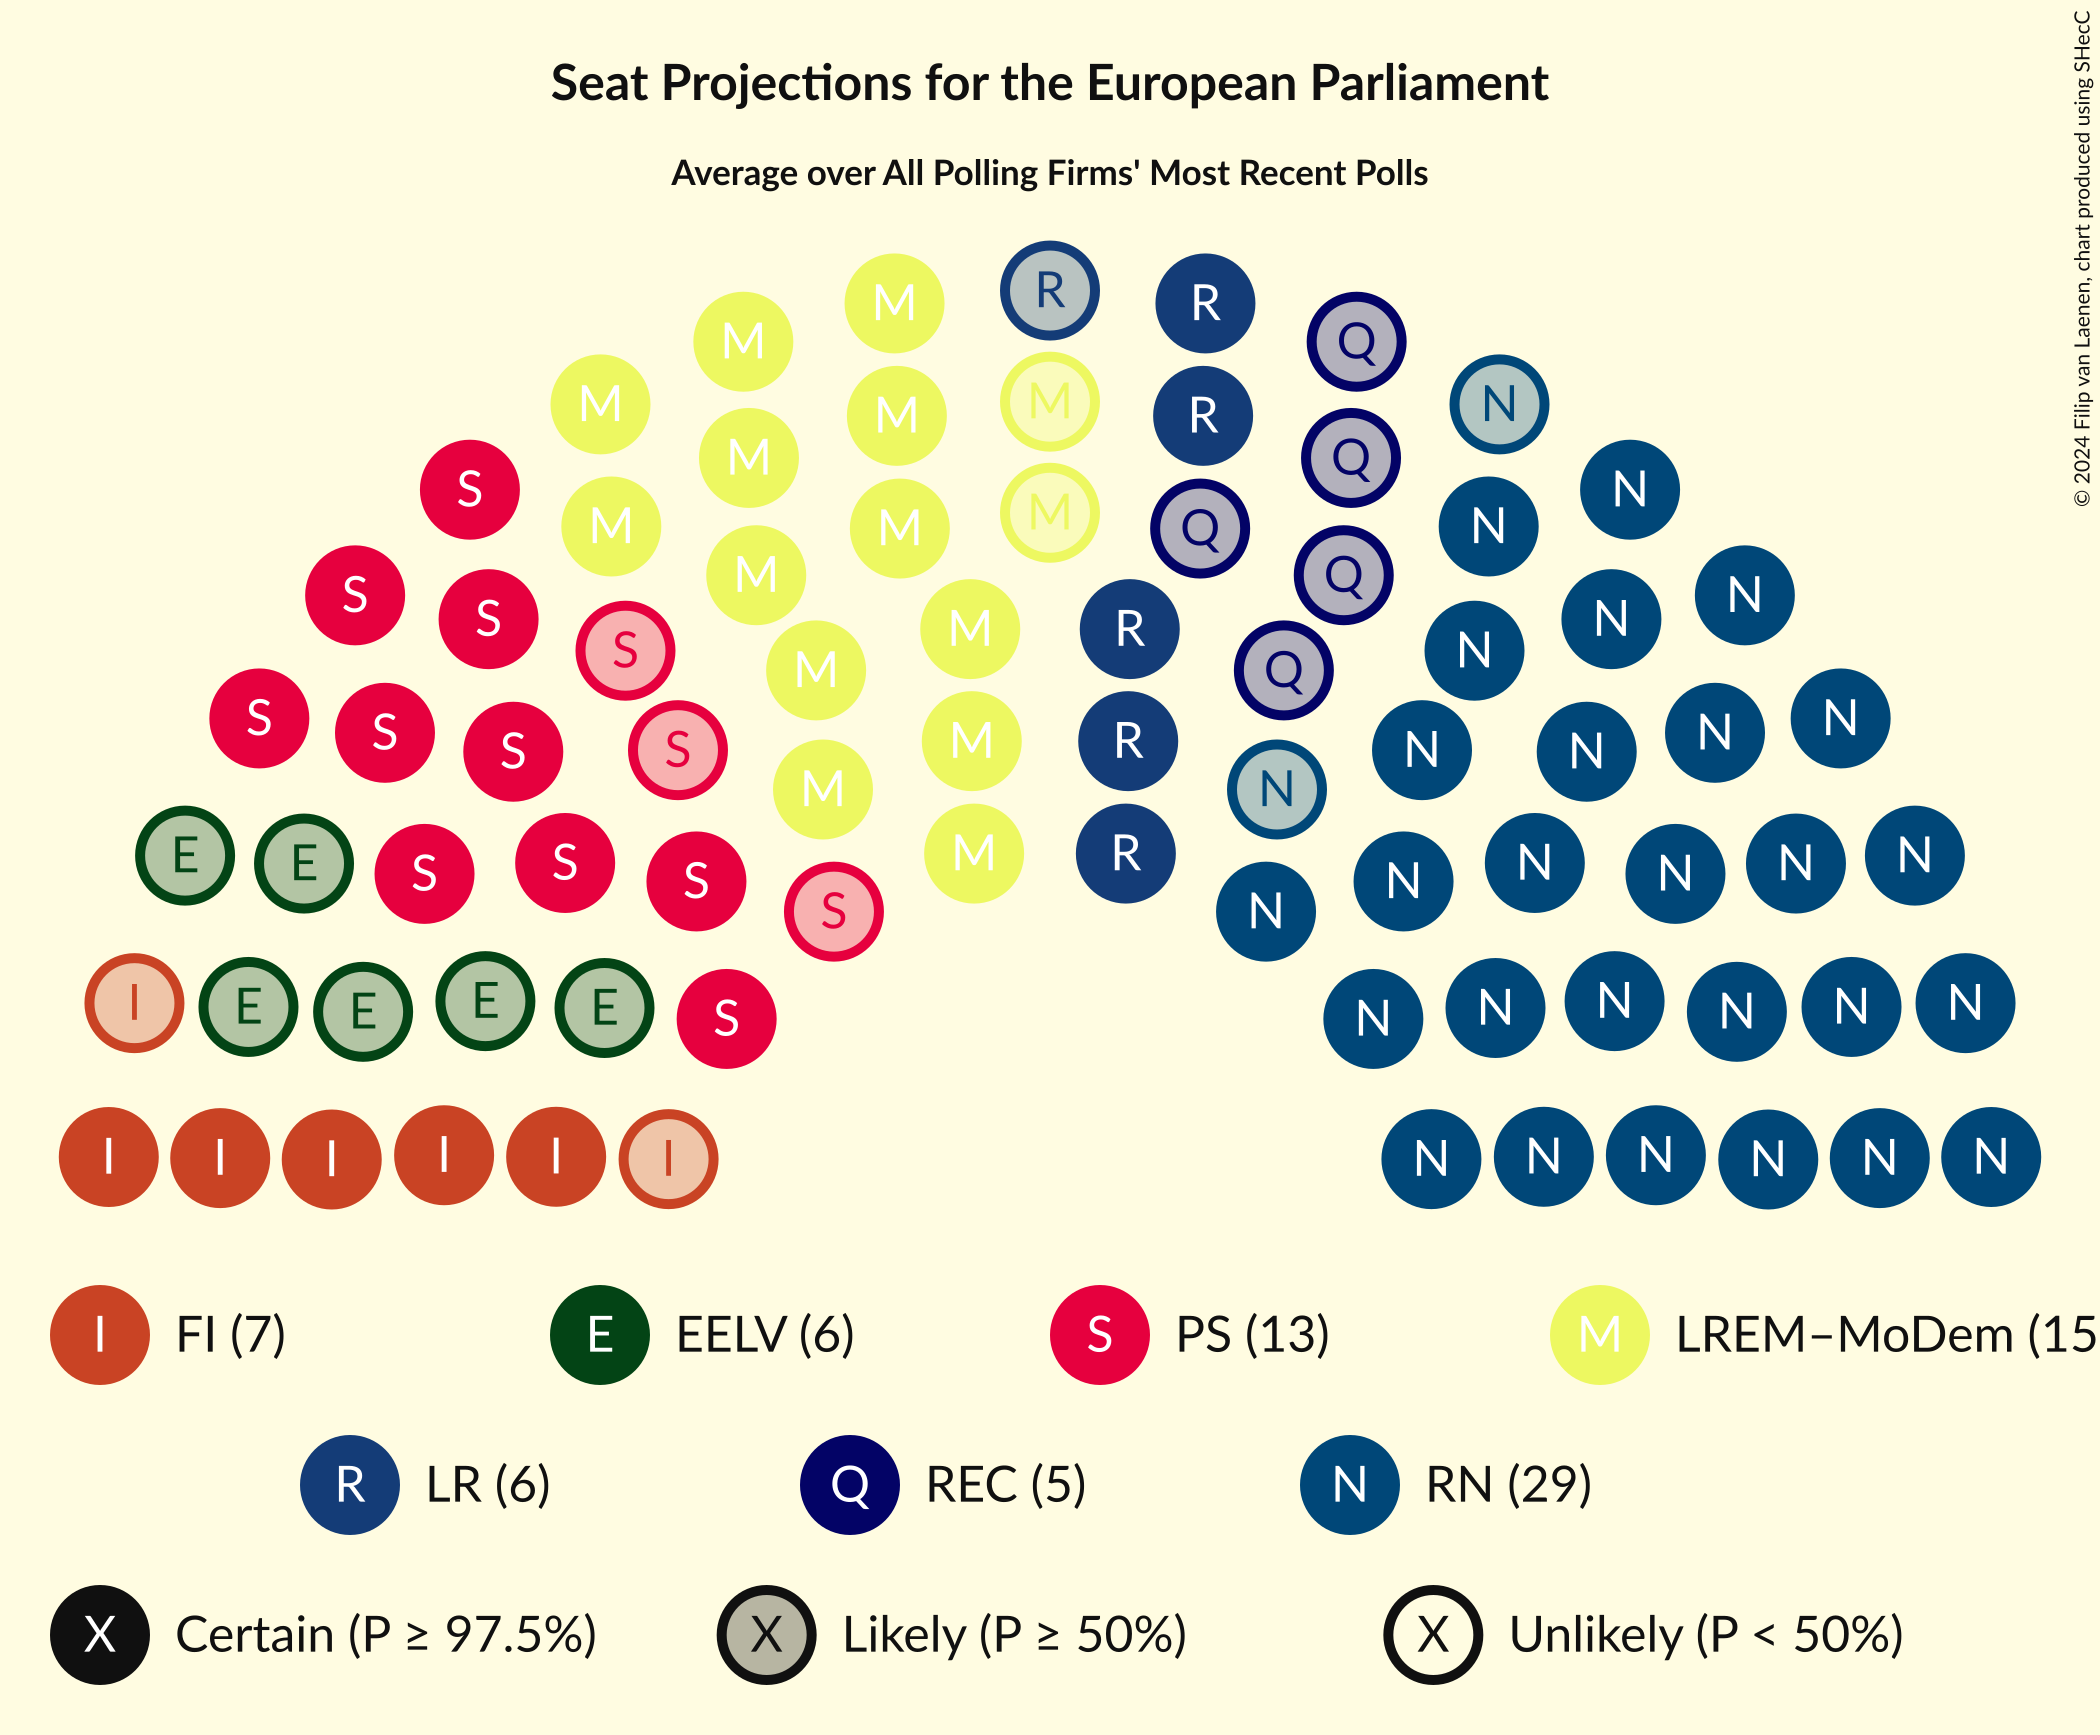 Seat Projections for the European Parliament
Average over All Polling Firms' Most Recent Polls
© 2024 Filip van Laenen, chart produced using SHecC
R
M R Q
M M N
M M R
M Q
S M N N
M M M Q N
M Q
S S M R N N
S M Q N
S S S S M R N N N N
M N
E E S S S M R N N N N N N
S N
I E E E E S N N N N N N
I I I I I I N N N N N N
I FI (7) E EELV (6) S PS (13) M LREM–MoDem (15
R LR (6) Q REC (5) N RN (29)
X Certain (P ≥ 97.5%) X Likely (P ≥ 50%) X Unlikely (P < 50%)